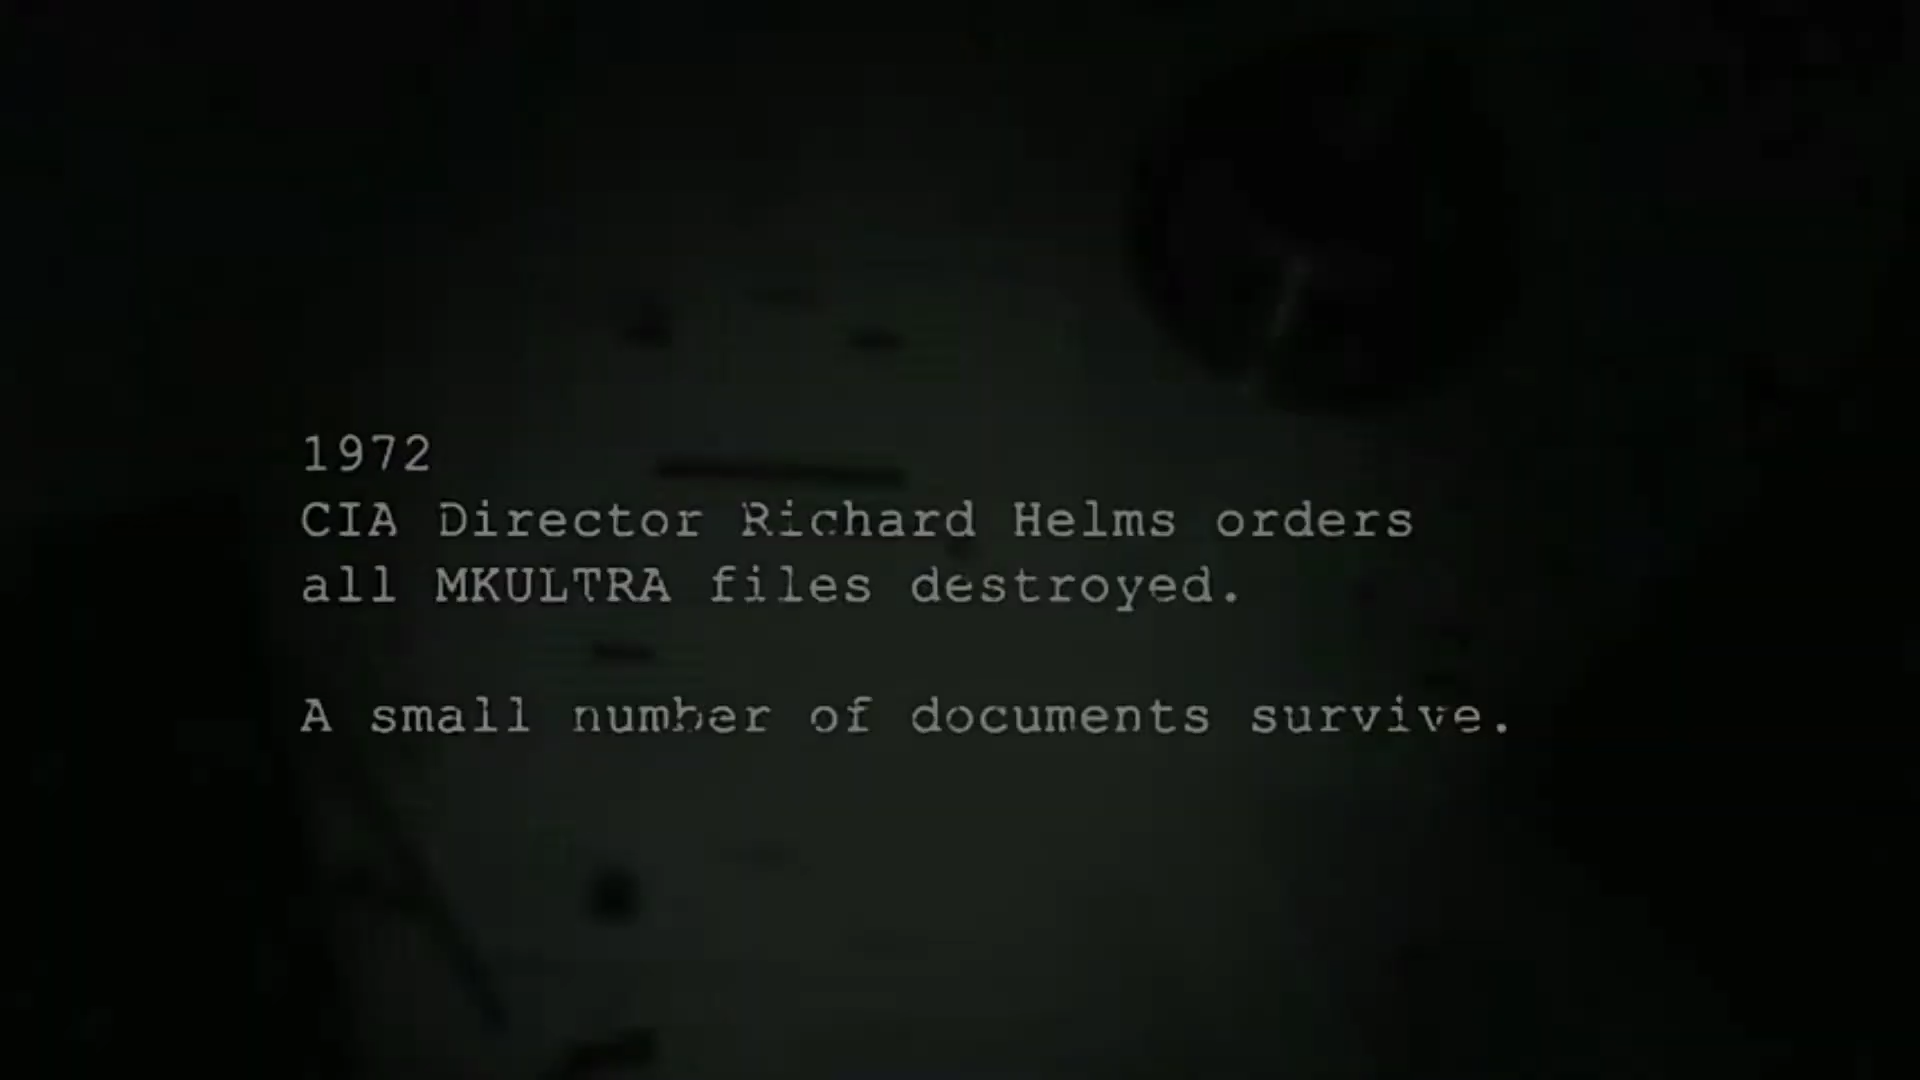 1972
CIA Director Richard Helms orders
all MKULTRA files destroyed.
A small number of documents survive.